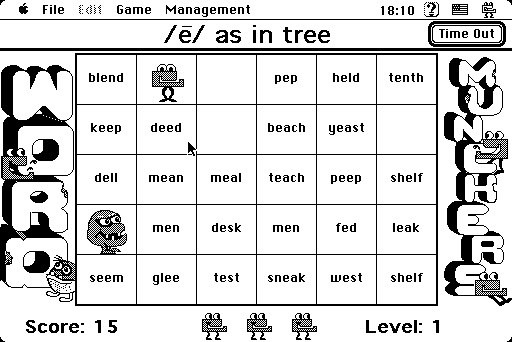 File Edit Game Management 18:10
/ē/ as in tree
Time Out
blend pep held tenth
keep deed beach yeast
dell mean meal teach peep shelf
men desk men fed leak
seem glee test sneak west shelf
WORD
MUNCHERS
Score: 15
Level: 1